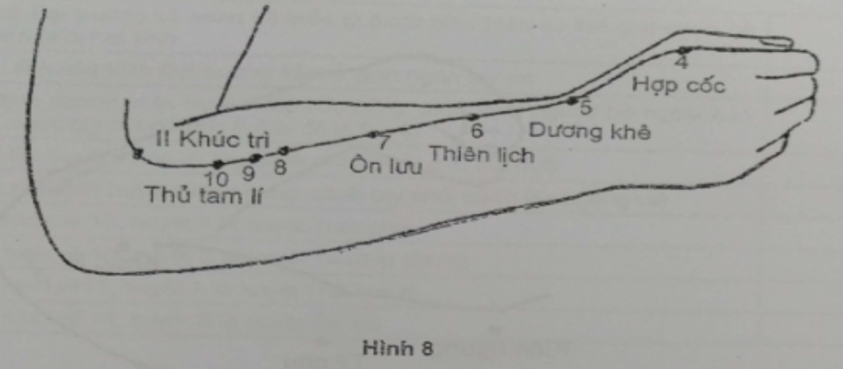 4
Hợp cốc
5
Dương khê
6
Thiên lịch
7
Ôn lưu
8
9
10
Thủ tam lí
II Khúc trì
Hình 8